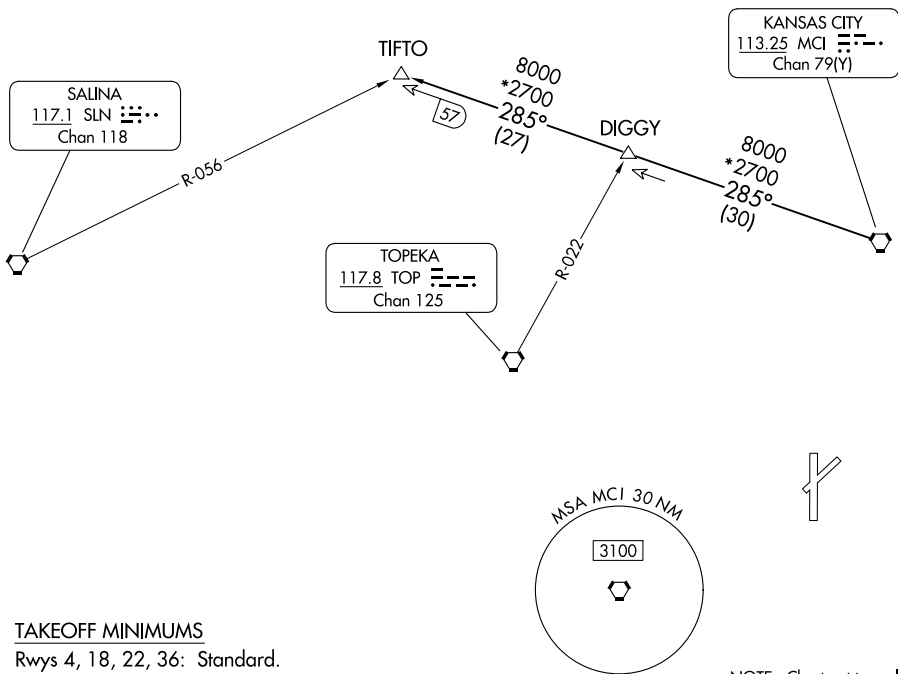 KANSAS CITY
113.25 MCI
Chan 79(Y)
TIFTO
8000
*2700
285°
(27)
57
SALINA
117.1 SLN
Chan 118
DIGGY
8000
*2700
285°
(30)
R-056
R-022
TOPEKA
117.8 TOP
Chan 125
MSA MCI 30 NM
3100
TAKEOFF MINIMUMS
Rwys 4, 18, 22, 36: Standard.